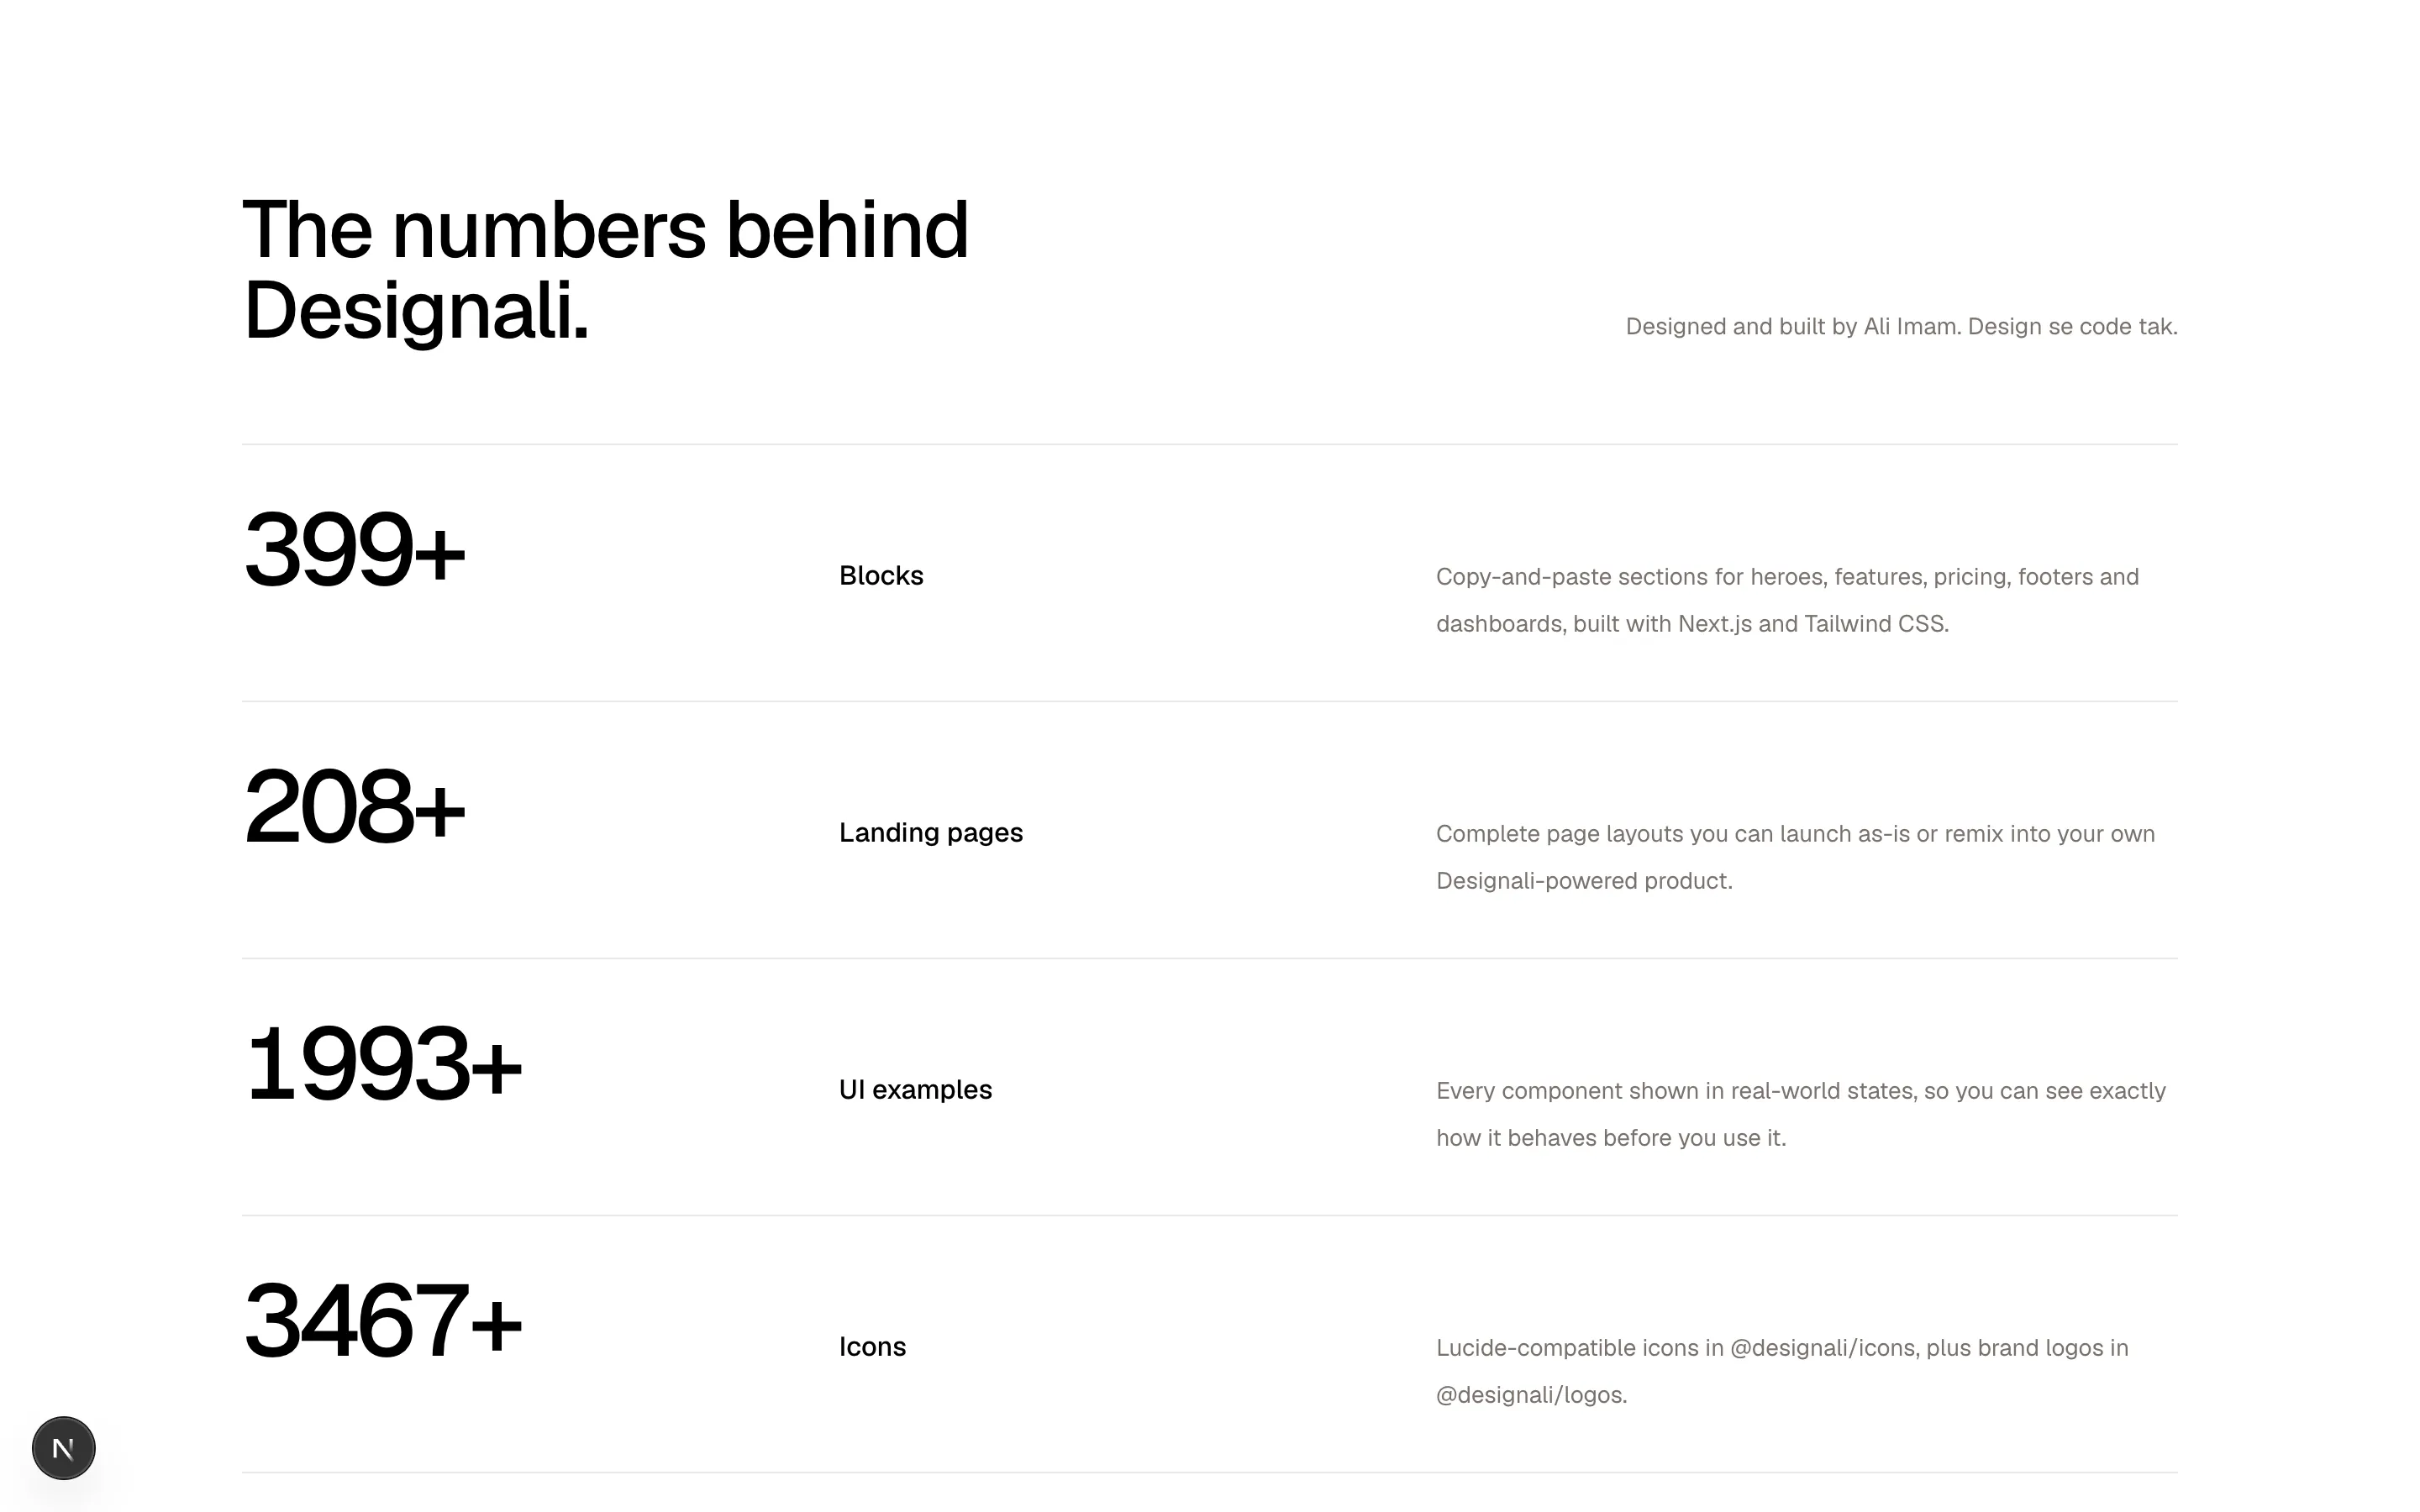 The numbers behind
Designali.
Designed and built by Ali Imam. Design se code tak.
399+
Blocks
Copy-and-paste sections for heroes, features, pricing, footers and
dashboards, built with Next.js and Tailwind CSS.
208+
Landing pages
Complete page layouts you can launch as-is or remix into your own
Designali-powered product.
1993+
UI examples
Every component shown in real-world states, so you can see exactly
how it behaves before you use it.
3467+
Icons
Lucide-compatible icons in @designali/icons, plus brand logos in
@designali/logos.
N